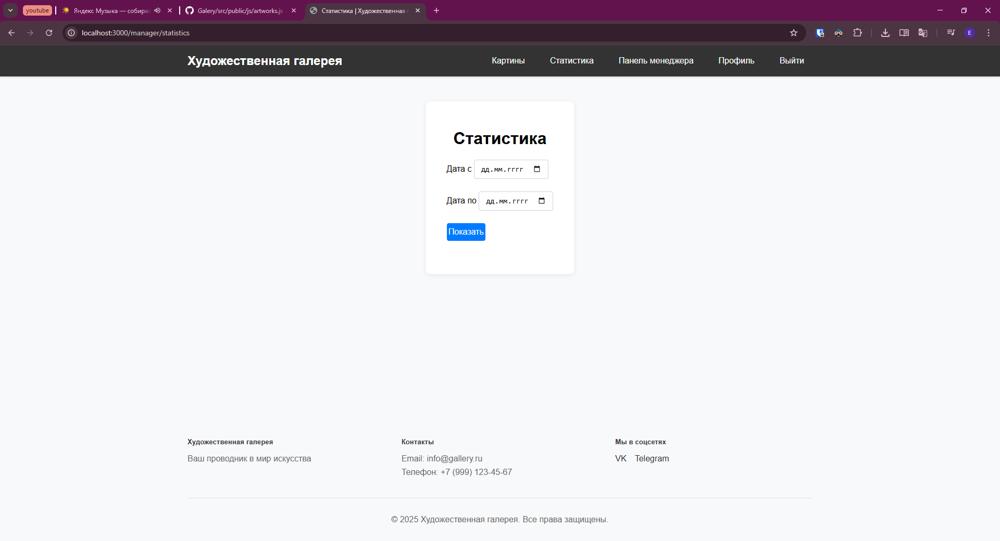 youtube
Яндекс Музыка — собирае
Galery/src/public/js/artworks.js
Статистика | Художественная
localhost:3000/manager/statistics
E
Художественная галерея
Картины
Статистика
Панель менеджера
Профиль
Выйти
Статистика
Дата с дд.мм.гггг
Дата по дд.мм.гггг
Показать
Художественная галерея
Ваш проводник в мир искусства
Контакты
Email: info@gallery.ru
Телефон: +7 (999) 123-45-67
Мы в соцсетях
VK Telegram
© 2025 Художественная галерея. Все права защищены.